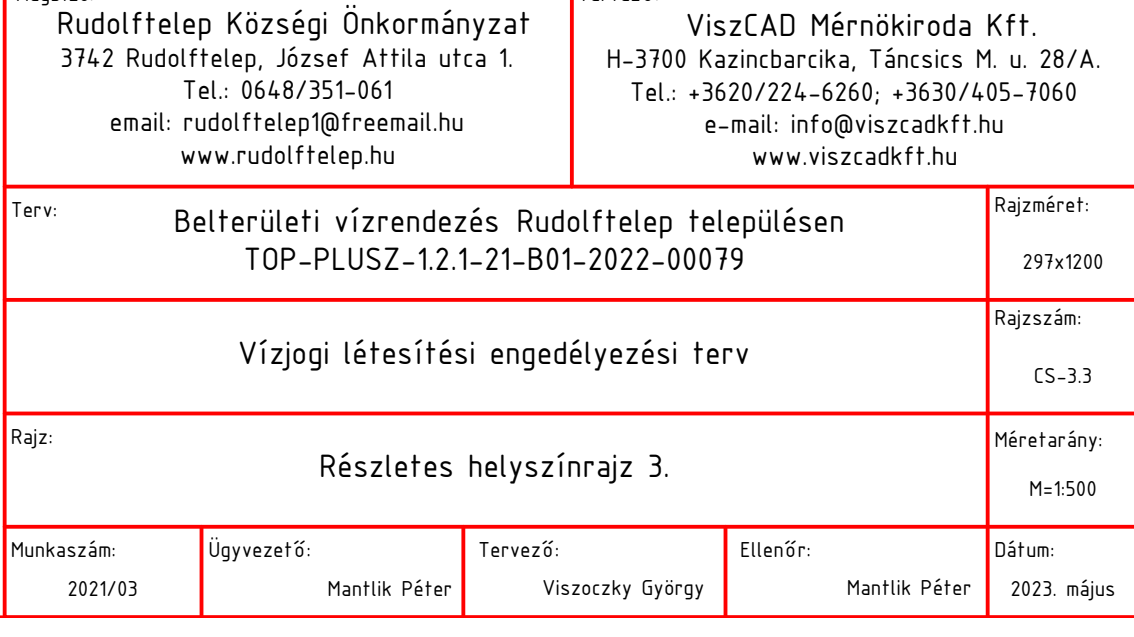 Rudolftelep Községi Önkormányzat
3742 Rudolftelep, József Attila utca 1.
Tel.: 0648/351-061
email: rudolftelep1@freemail.hu
www.rudolftelep.hu
ViszCAD Mérnökiroda Kft.
H-3700 Kazincbarcika, Táncsics M. u. 28/A.
Tel.: +3620/224-6260; +3630/405-7060
e-mail: info@viszcadkft.hu
www.viszcadkft.hu
Terv:
Belterületi vízrendezés Rudolftelep településen
TOP-PLUSZ-1.2.1-21-B01-2022-00079
Rajzméret:
297x1200
Vízjogi létesítési engedélyezési terv
Rajzszám:
CS-3.3
Rajz:
Részletes helyszínrajz 3.
Méretarány:
M=1:500
Munkaszám:
2021/03
Ügyvezető:
Mantlik Péter
Tervező:
Viszoczky György
Ellenőr:
Mantlik Péter
Dátum:
2023. május